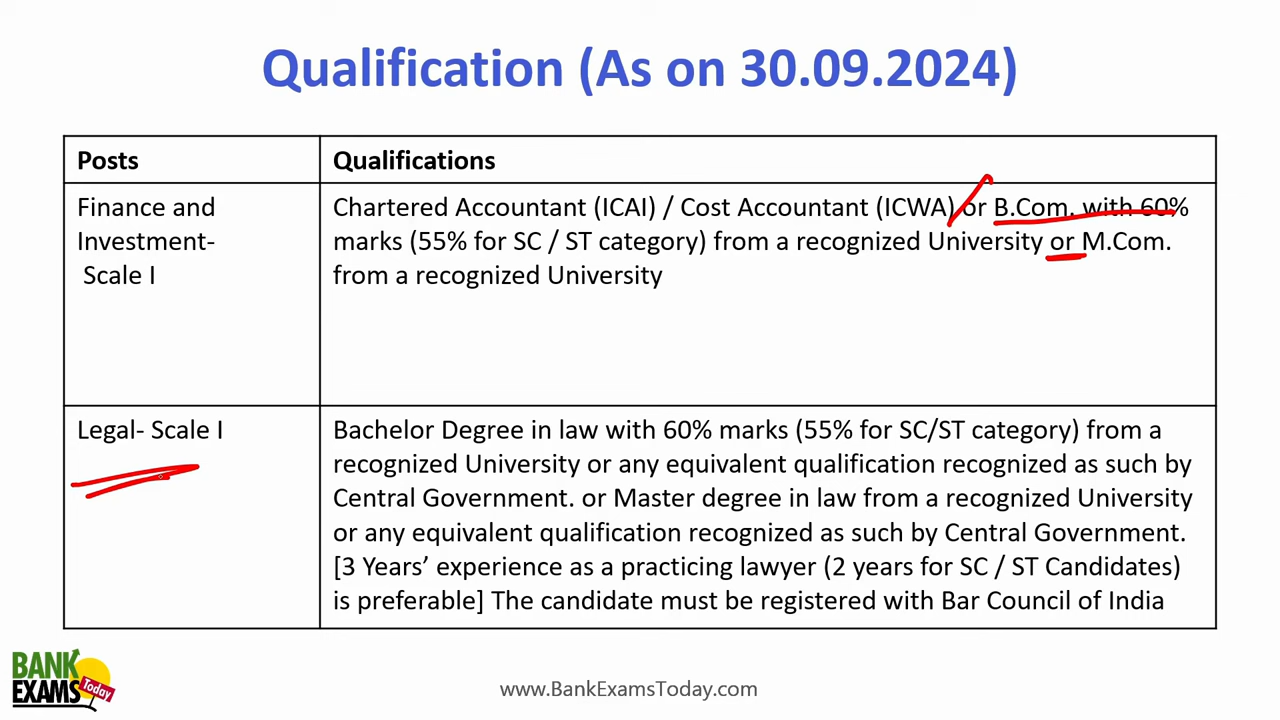 Qualification (As on 30.09.2024)
Posts
Qualifications
Finance and
Investment-
Scale I
Chartered Accountant (ICAI) / Cost Accountant (ICWA) or B.Com. with 60%
marks (55% for SC / ST category) from a recognized University or M.Com.
from a recognized University
Legal- Scale I
Bachelor Degree in law with 60% marks (55% for SC/ST category) from a
recognized University or any equivalent qualification recognized as such by
Central Government. or Master degree in law from a recognized University
or any equivalent qualification recognized as such by Central Government.
[3 Years’ experience as a practicing lawyer (2 years for SC / ST Candidates)
is preferable] The candidate must be registered with Bar Council of India
BANK
EXAMS
Today
www.BankExamsToday.com